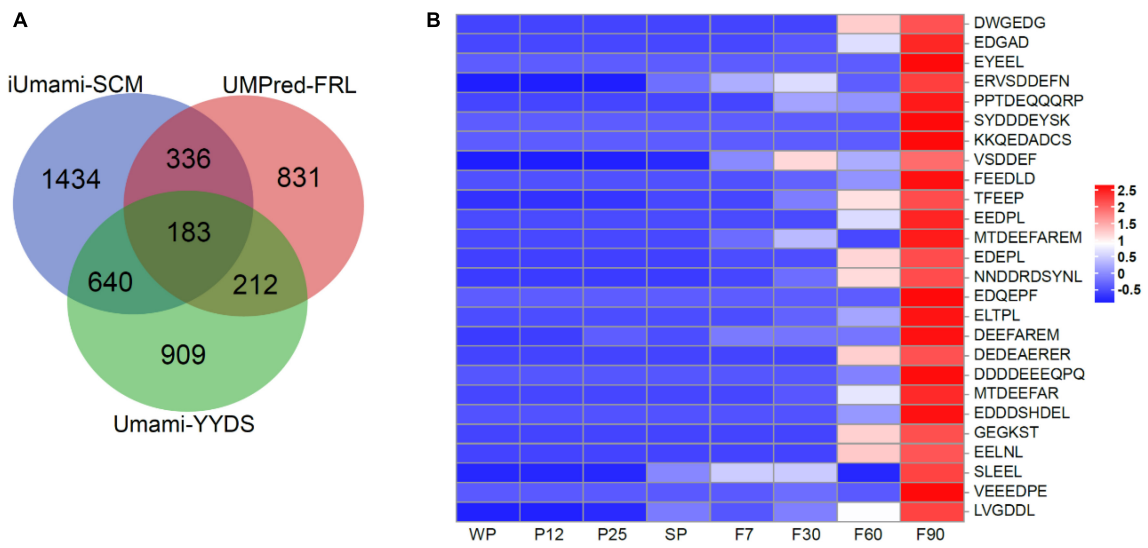 A
iUmami-SCM
UMPred-FRL
1434
336
831
183
640
212
909
Umami-YYDS
B
DWGEDG
EDGAD
EYEEL
ERVSDDEFN
PPTDEQQQRP
SYDDDEYSK
KKQEDADCS
VSDDEF
FEEDLD
TFEEP
EEDPL
MTDEEFAREM
EDEPL
NNDDRDSYNL
EDQEPF
ELTPL
DEEFAREM
DEDEAERER
DDDDEEEQPQ
MTDEEFAR
EDDDSHDEL
GEGKST
EELNL
SLEEL
VEEEDPE
LVGDDL
WP P12 P25 SP F7 F30 F60 F90
2.5
2
1.5
1
0.5
0
-0.5